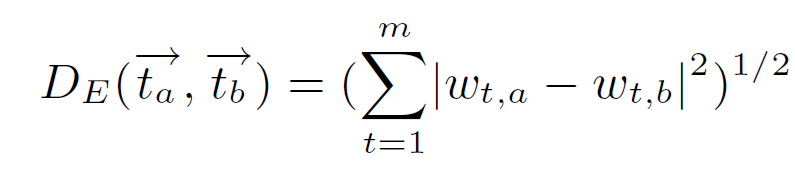 $D_E(\overrightarrow{t_a}, \overrightarrow{t_b}) = (\sum_{t=1}^{m} |w_{t,a} - w_{t,b}|^2)^{1/2}$